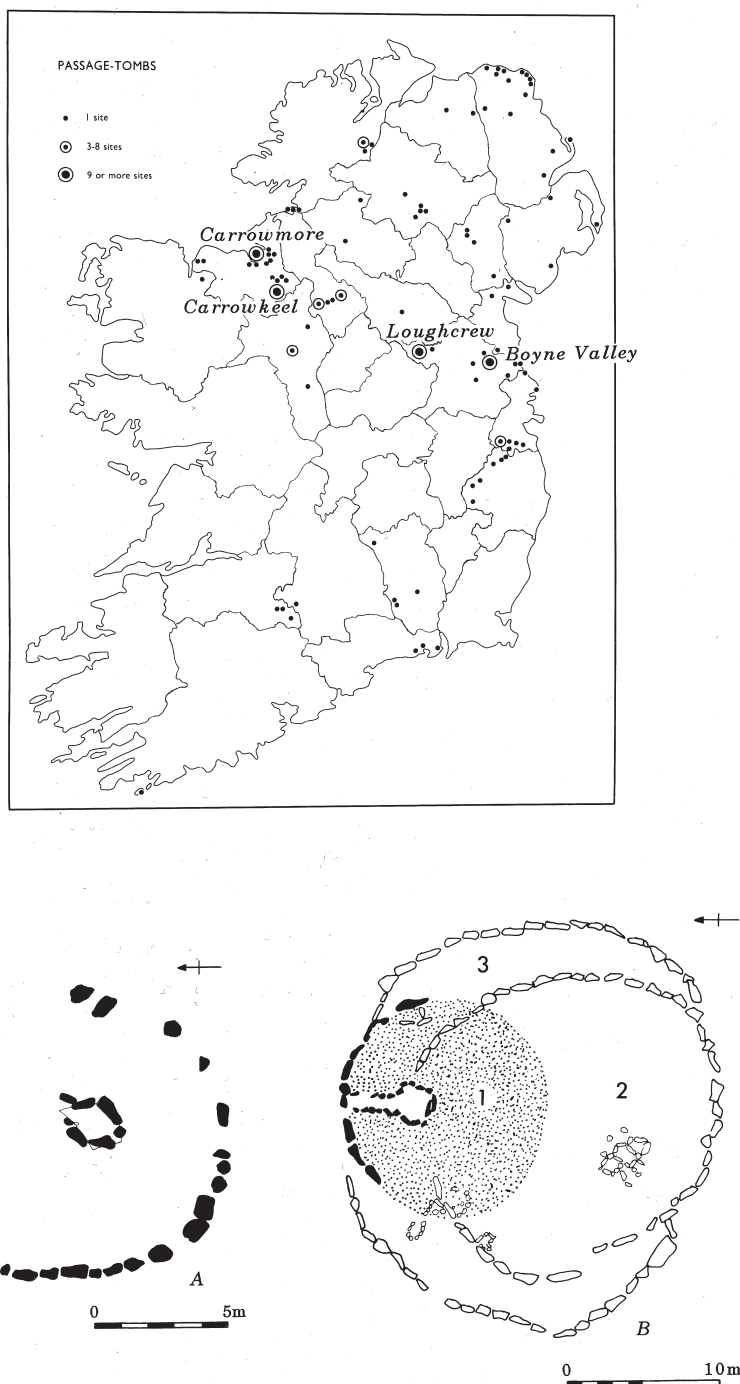 PASSAGE-TOMBS
1 site
3-8 sites
9 or more sites
Carrowmore
Carrowkeel
Loughcrew
Boyne Valley
3
1
2
A
0 5m
B
0 10m